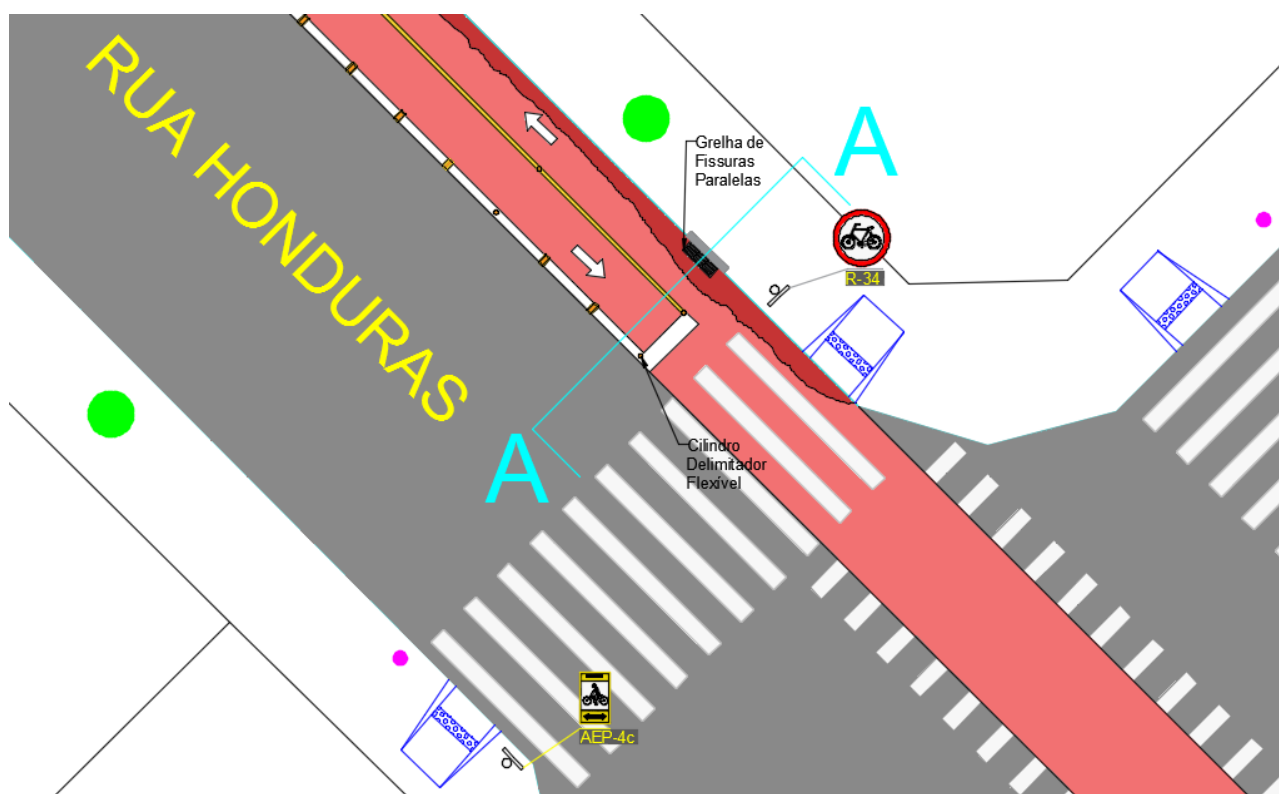 RUA HONDURAS
Grelha de
Fissuras
Paralelas
A
R-34
A
Cilindro
Delimitador
Flexível
AEP-4c